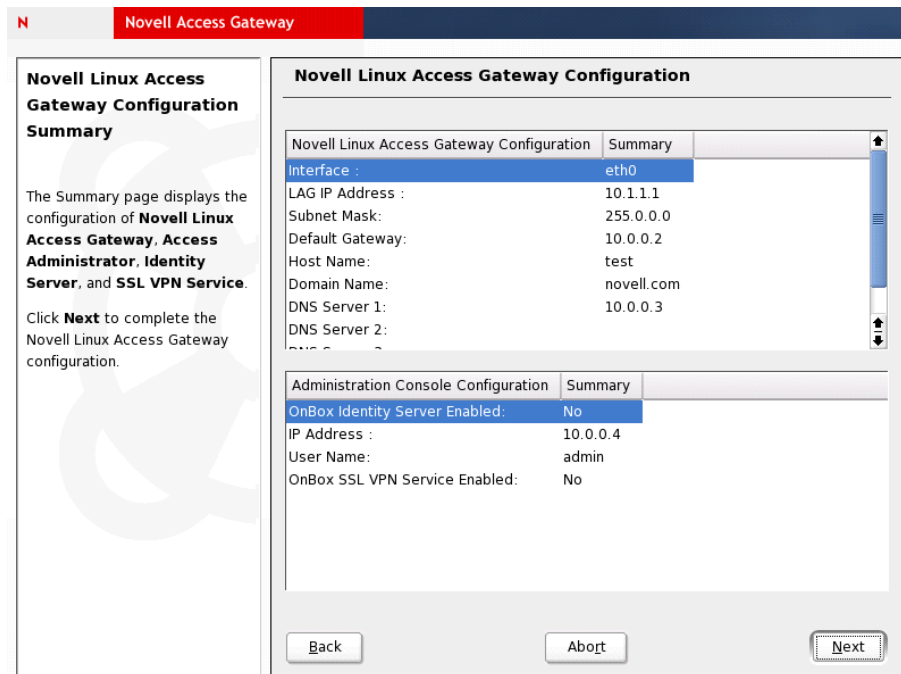 N
Novell Access Gateway
Novell Linux Access
Gateway Configuration
Summary
The Summary page displays the
configuration of Novell Linux
Access Gateway, Access
Administrator, Identity
Server, and SSL VPN Service.
Click Next to complete the
Novell Linux Access Gateway
configuration.
Novell Linux Access Gateway Configuration
Novell Linux Access Gateway Configuration Summary
Interface : eth0
LAG IP Address : 10.1.1.1
Subnet Mask: 255.0.0.0
Default Gateway: 10.0.0.2
Host Name: test
Domain Name: novell.com
DNS Server 1: 10.0.0.3
DNS Server 2:
Administration Console Configuration Summary
OnBox Identity Server Enabled: No
IP Address : 10.0.0.4
User Name: admin
OnBox SSL VPN Service Enabled: No
Back Abort Next